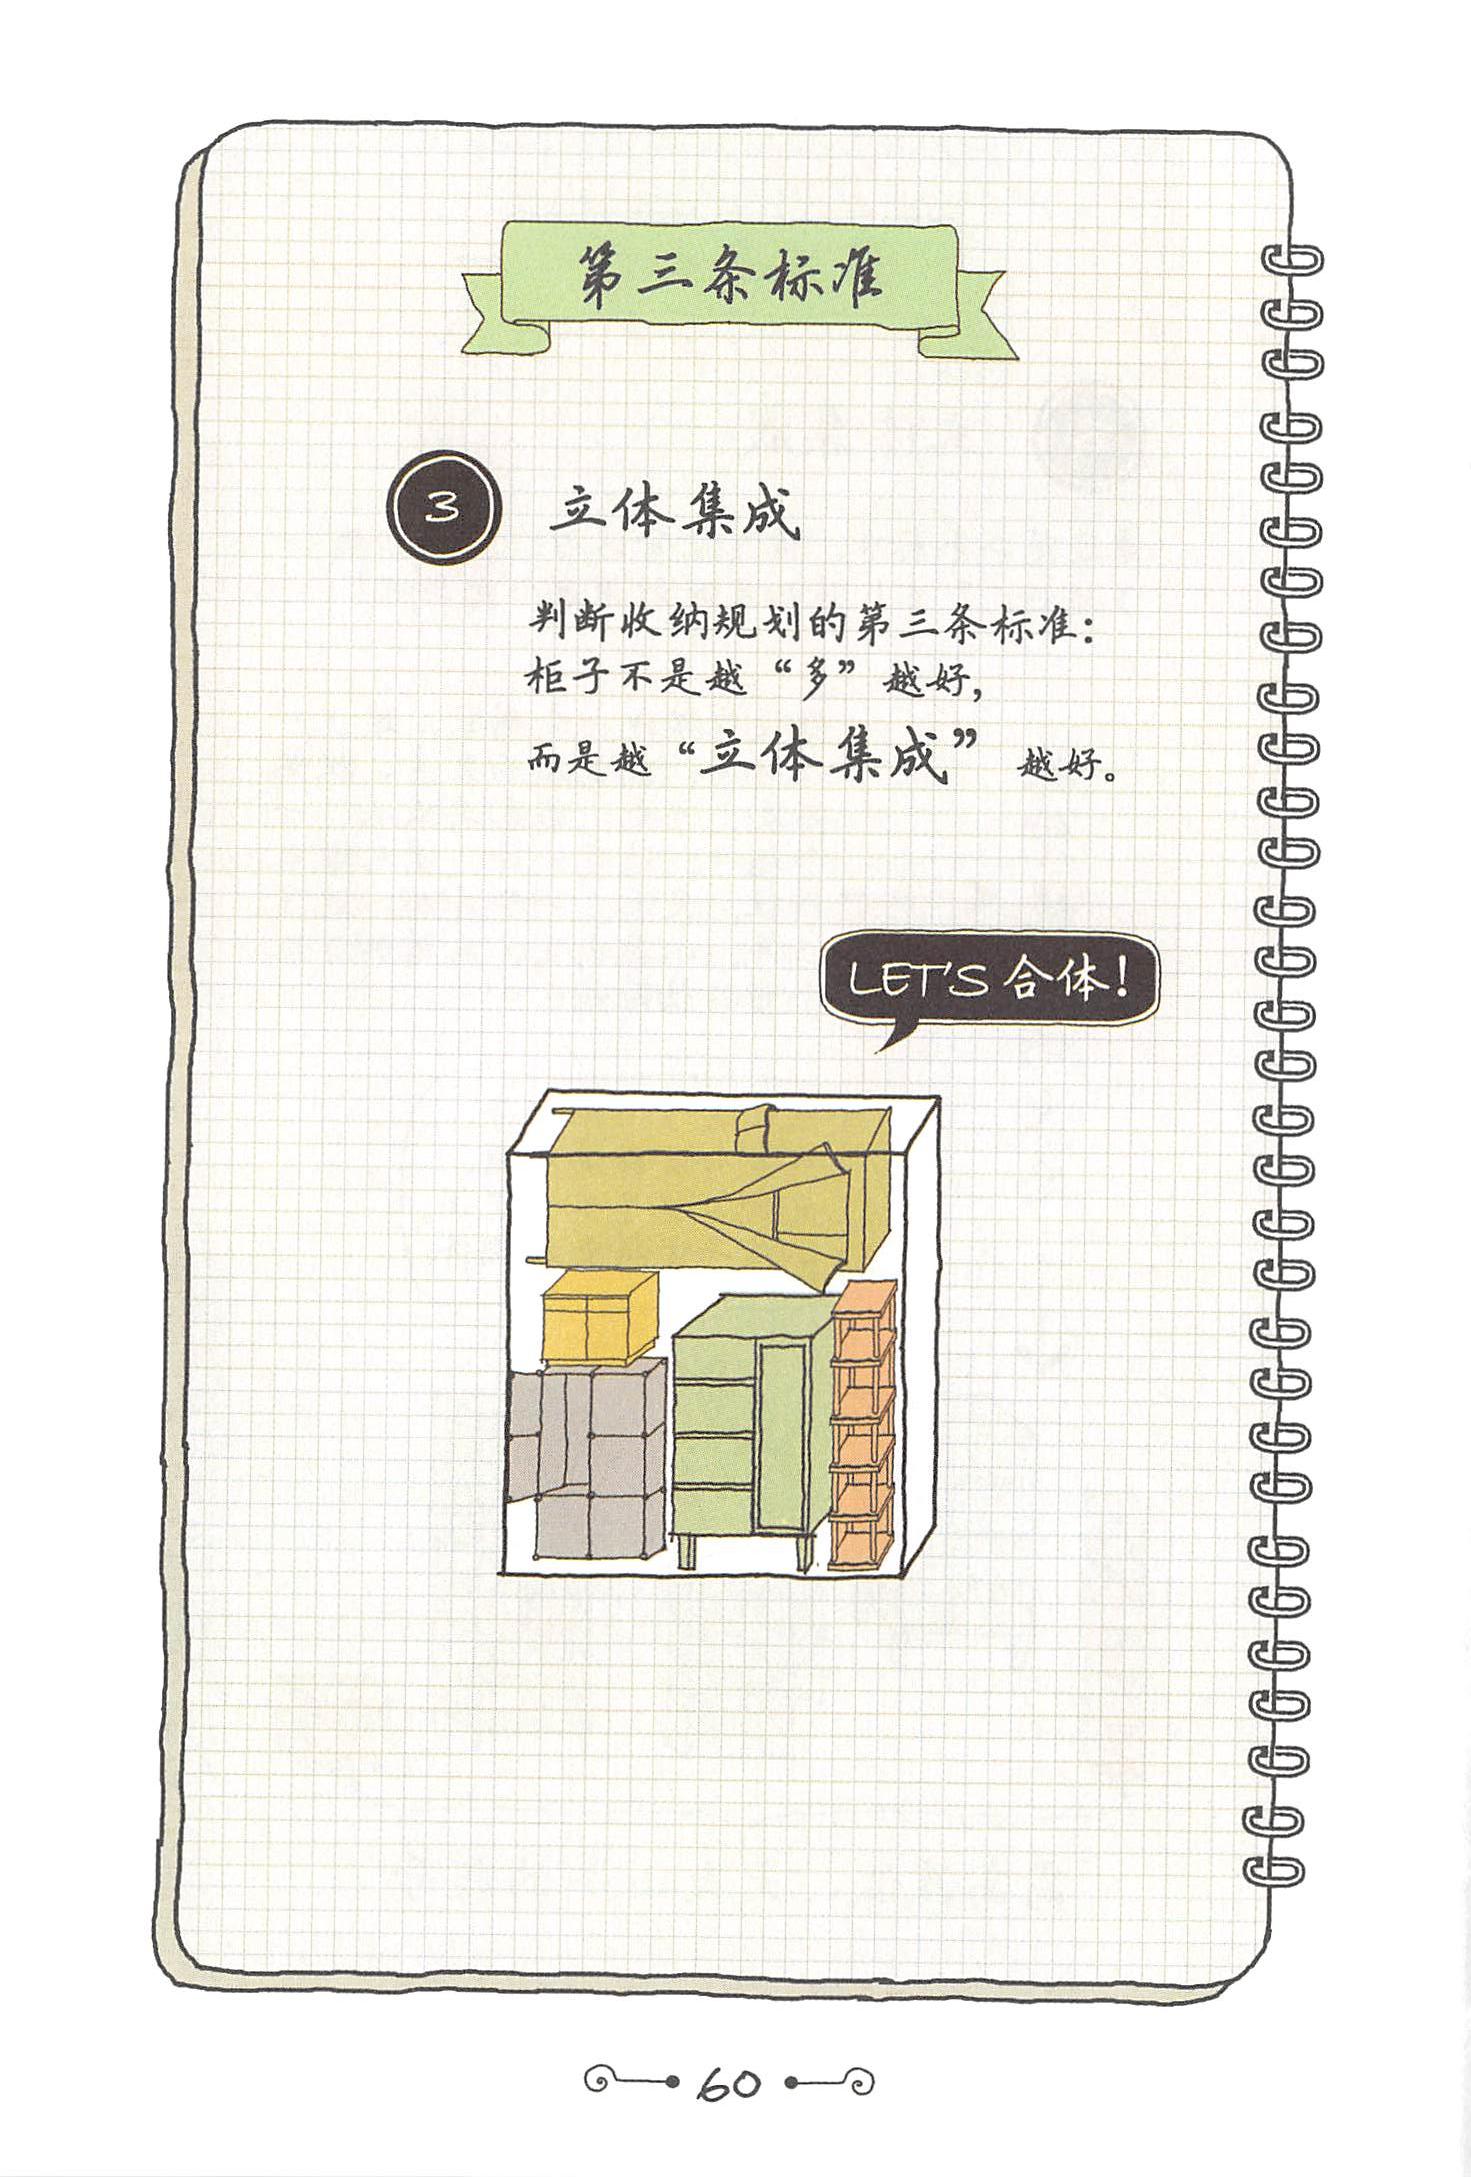 第三条标准
3 立体集成
判断收纳规划的第三条标准：
柜子不是越“多”越好，
而是越“立体集成”越好。
LET'S 合体！
60